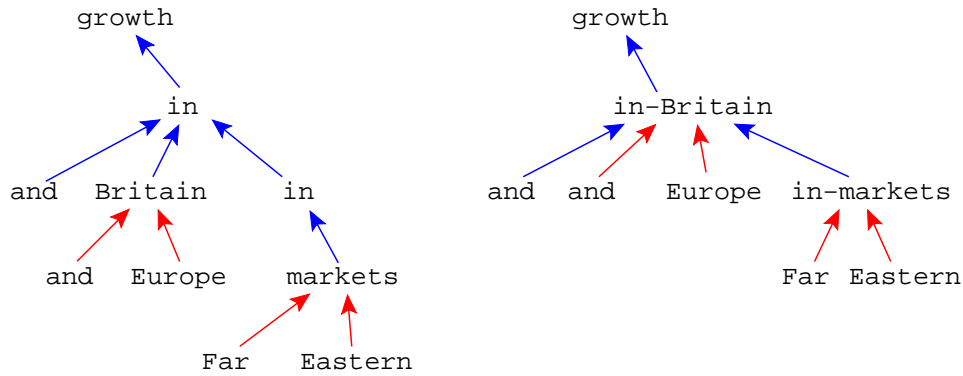 growth
in
and Britain in
and Europe markets
Far Eastern
growth
in-Britain
and and Europe in-markets
Far Eastern